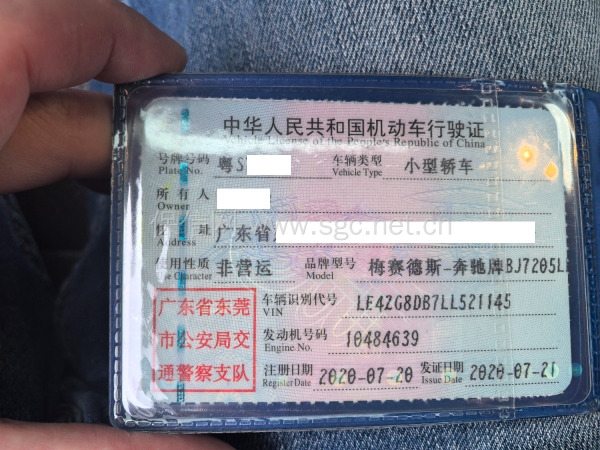 中华人民共和国机动车行驶证
Vehicle License of the People's Republic of China
号牌号码 粤S 车辆类型 小型轿车
Plate No. Vehicle Type
所有人
Owner
住 址 广东省
Address
使用性质 非营运 品牌型号 梅赛德斯-奔驰牌BJ7205L
Use Character Model
广东省东莞
市公安局交
通警察支队
车辆识别代号 LE4ZG8DB7LL521145
VIN
发动机号码 10484639
Engine No.
注册日期 2020-07-20 发证日期 2020-07-21
Register Date Issue Date
www.sgc.net.cn